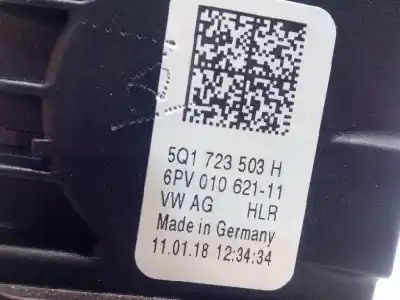 5Q1 723 503 H
6PV 010 621-11
VW AG HLR
Made in Germany
11.01.18 12:34:34